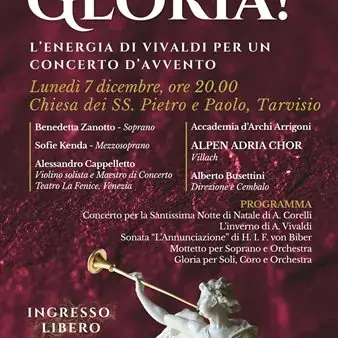 GLORIA!
L'ENERGIA DI VIVALDI PER UN
CONCERTO D'AVVENTO
Lunedì 7 dicembre, ore 20.00
Chiesa dei SS. Pietro e Paolo, Tarvisio
Benedetta Zanotto - Soprano
Sofie Kenda - Mezzosoprano
Alessandro Cappelletto
Violino solista e Maestro di Concerto
Teatro La Fenice, Venezia
Accademia d'Archi Arrigoni
ALPEN ADRIA CHOR
Villach
Alberto Busettini
Direzione e Cembalo
PROGRAMMA
Concerto per la Santissima Notte di Natale di A. Corelli
L'inverno di A. Vivaldi
Sonata "L'Annunciazione" di H. I. F. von Biber
Mottetto per Soprano e Orchestra
Gloria per Soli, Coro e Orchestra
INGRESSO
LIBERO